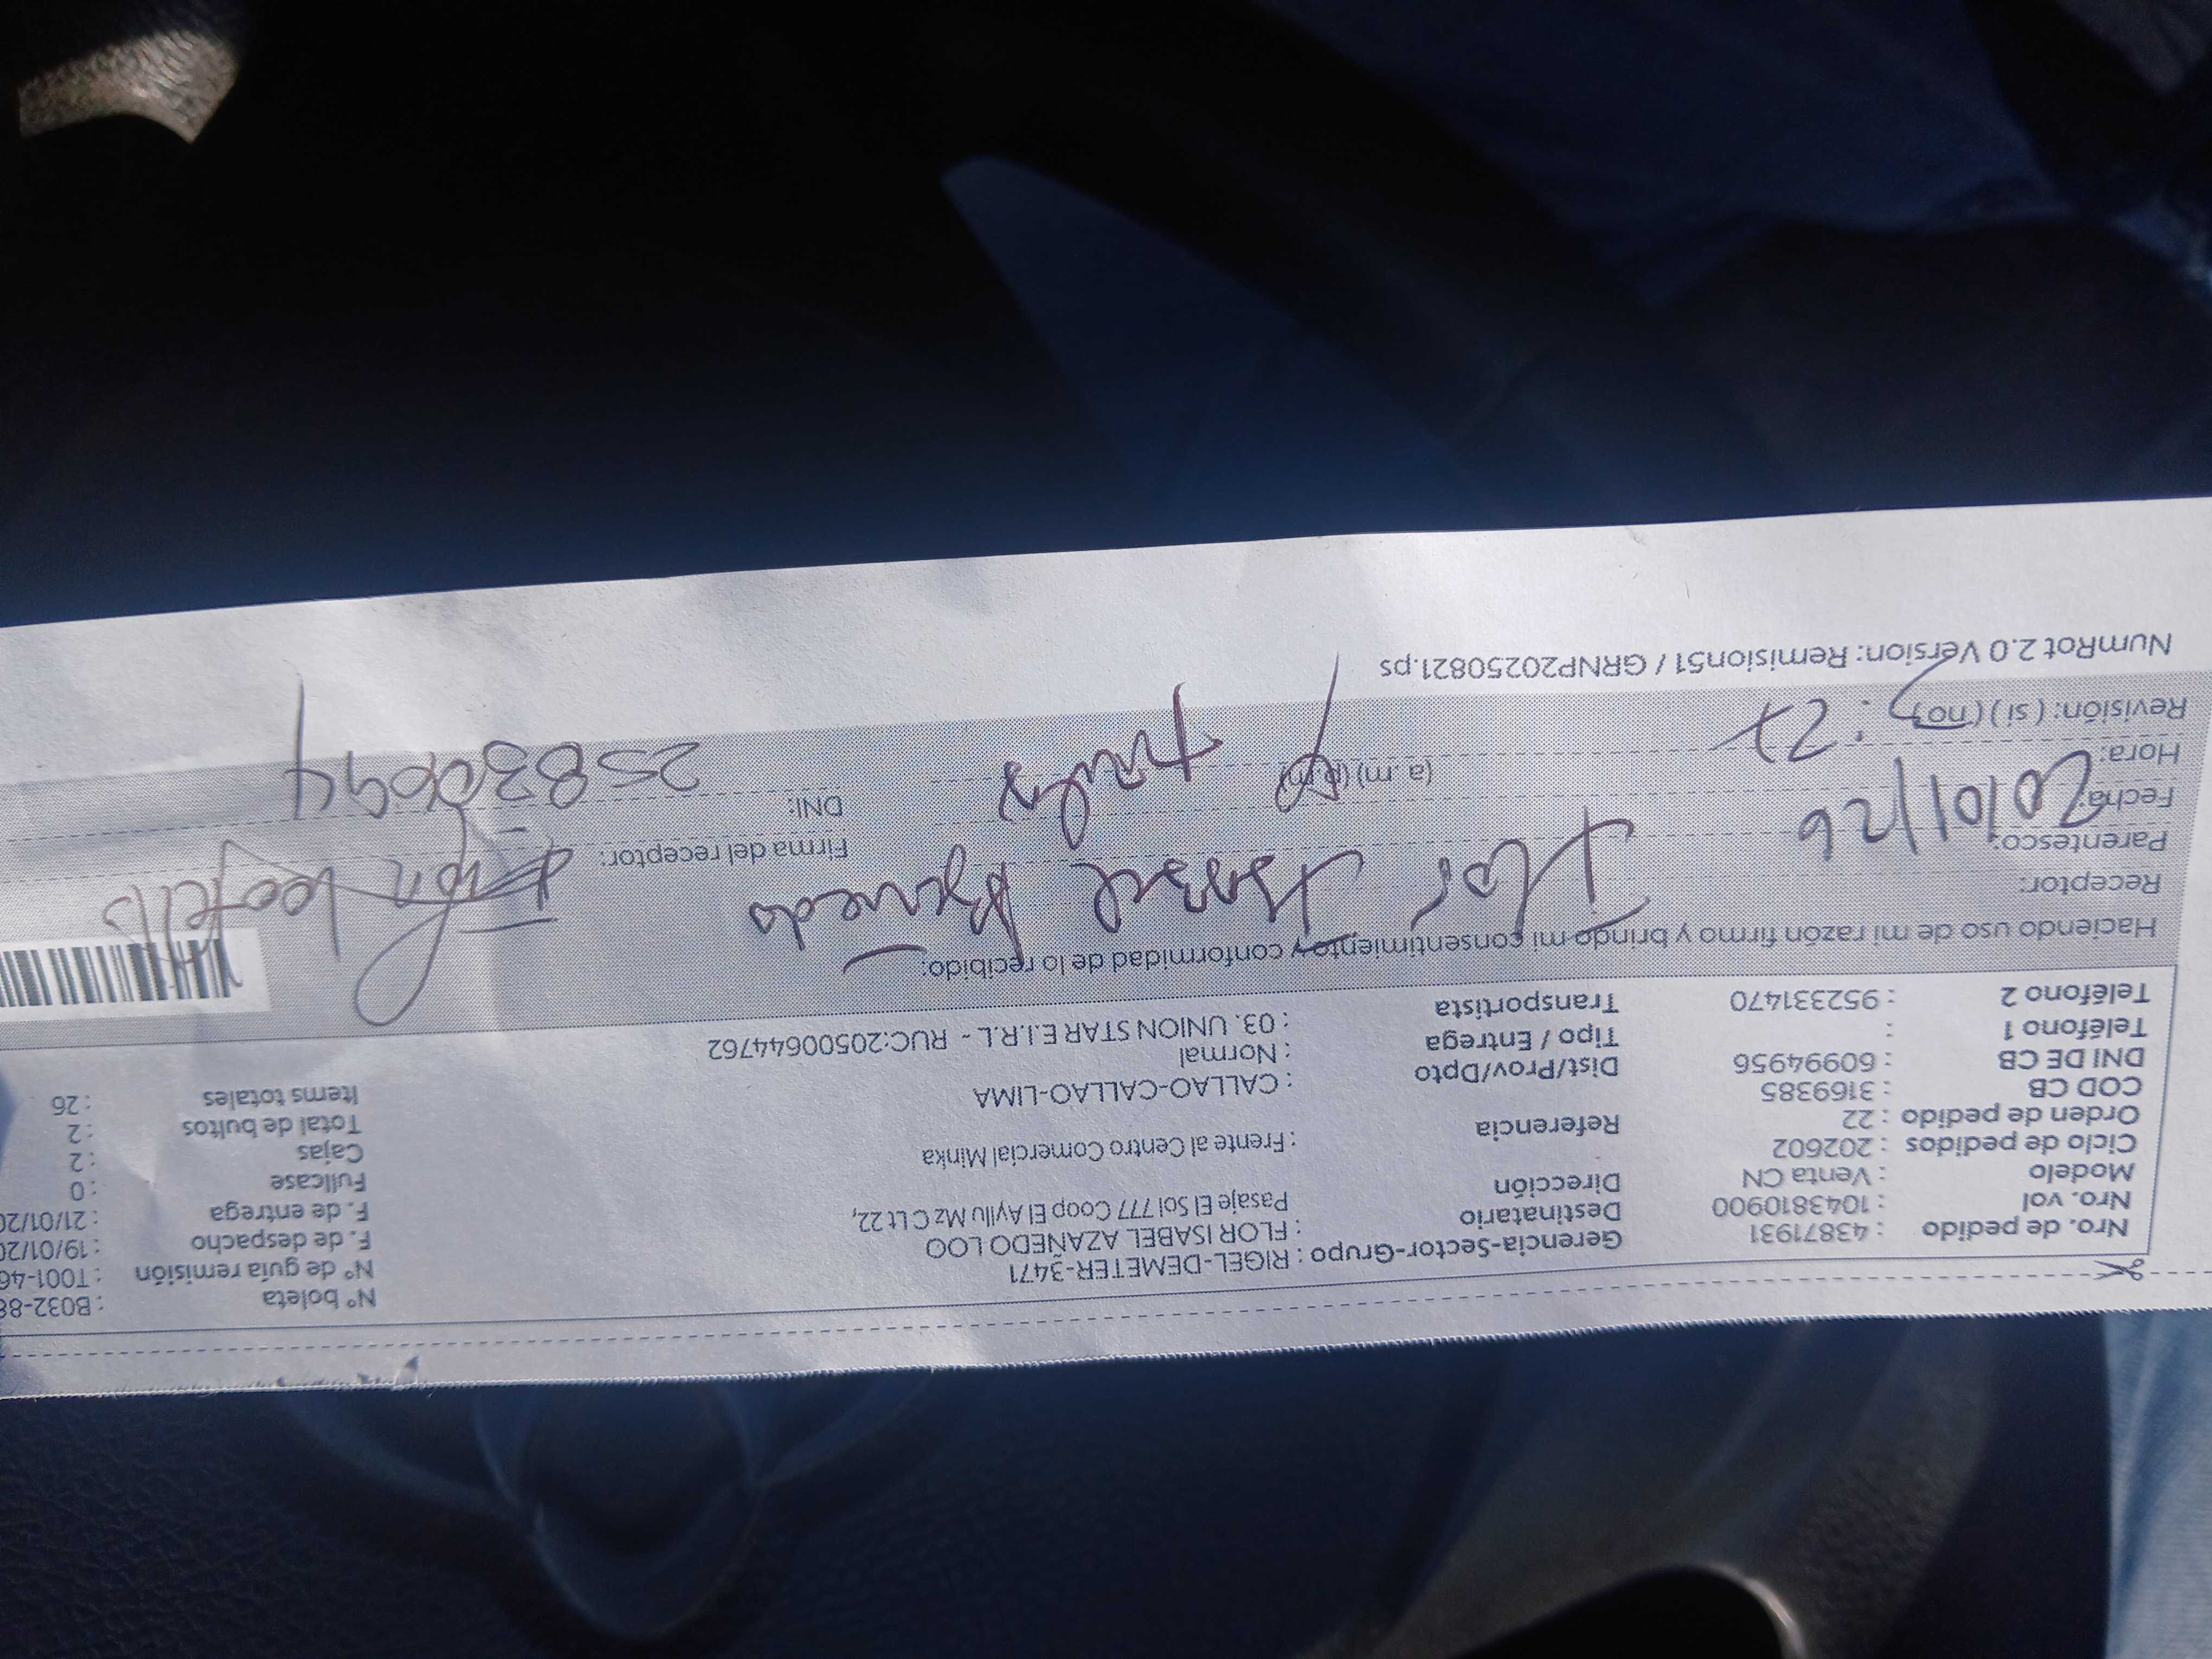 Nº boleta : B032-88
Nº de guía remisión : T001-46
F. de despacho : 19/01/20
F. de entrega : 21/01/20
Fullcase : 0
Cajas : 2
Total de bultos : 2
Items totales : 26
Gerencia-Sector-Grupo : RIGEL-DEMETER-3471
Destinatario : FLOR ISABEL AZAÑEDO LOO
Dirección Pasaje El Sol 777 Coop El Ayllu Mz C Lt 22,
Referencia : Frente al Centro Comercial Minka
Dist/Prov/Dpto : CALLAO-CALLAO-LIMA
Tipo / Entrega : Normal
Transportista : 03. UNION STAR E.I.R.L - RUC:20500644762
Nro. de pedido : 43871931
Nro. vol : 1043810900
Modelo : Venta CN
Ciclo de pedidos : 202602
Orden de pedido : 22
COD CB : 3169385
DNI DE CB : 60994956
Teléfono 1 :
Teléfono 2 : 952331470
Haciendo uso de mi razón firmo y brindo mi consentimiento y conformidad de lo recibido:
Receptor: Flor Isabel
Parentesco:
Fecha: 20/01/26
Hora: (a.m) (p.m)
Revisión: (si) (no)
Firma del receptor:
DNI: 25830694
NumRot 2.0 Version: Remision51 / GRNP20250821.ps